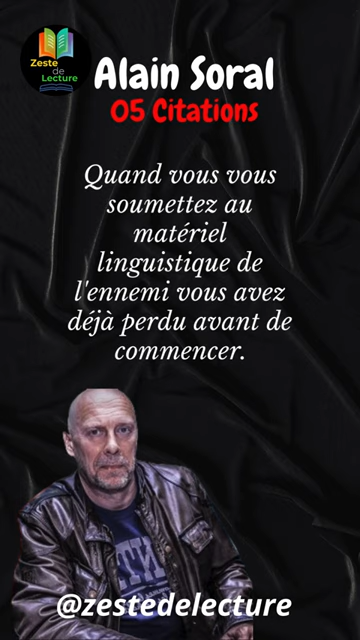 Zeste
de
Lecture
Alain Soral
05 Citations
Quand vous vous
soumettez au
matériel
linguistique de
l'ennemi vous avez
déjà perdu avant de
commencer.
@zestedelecture